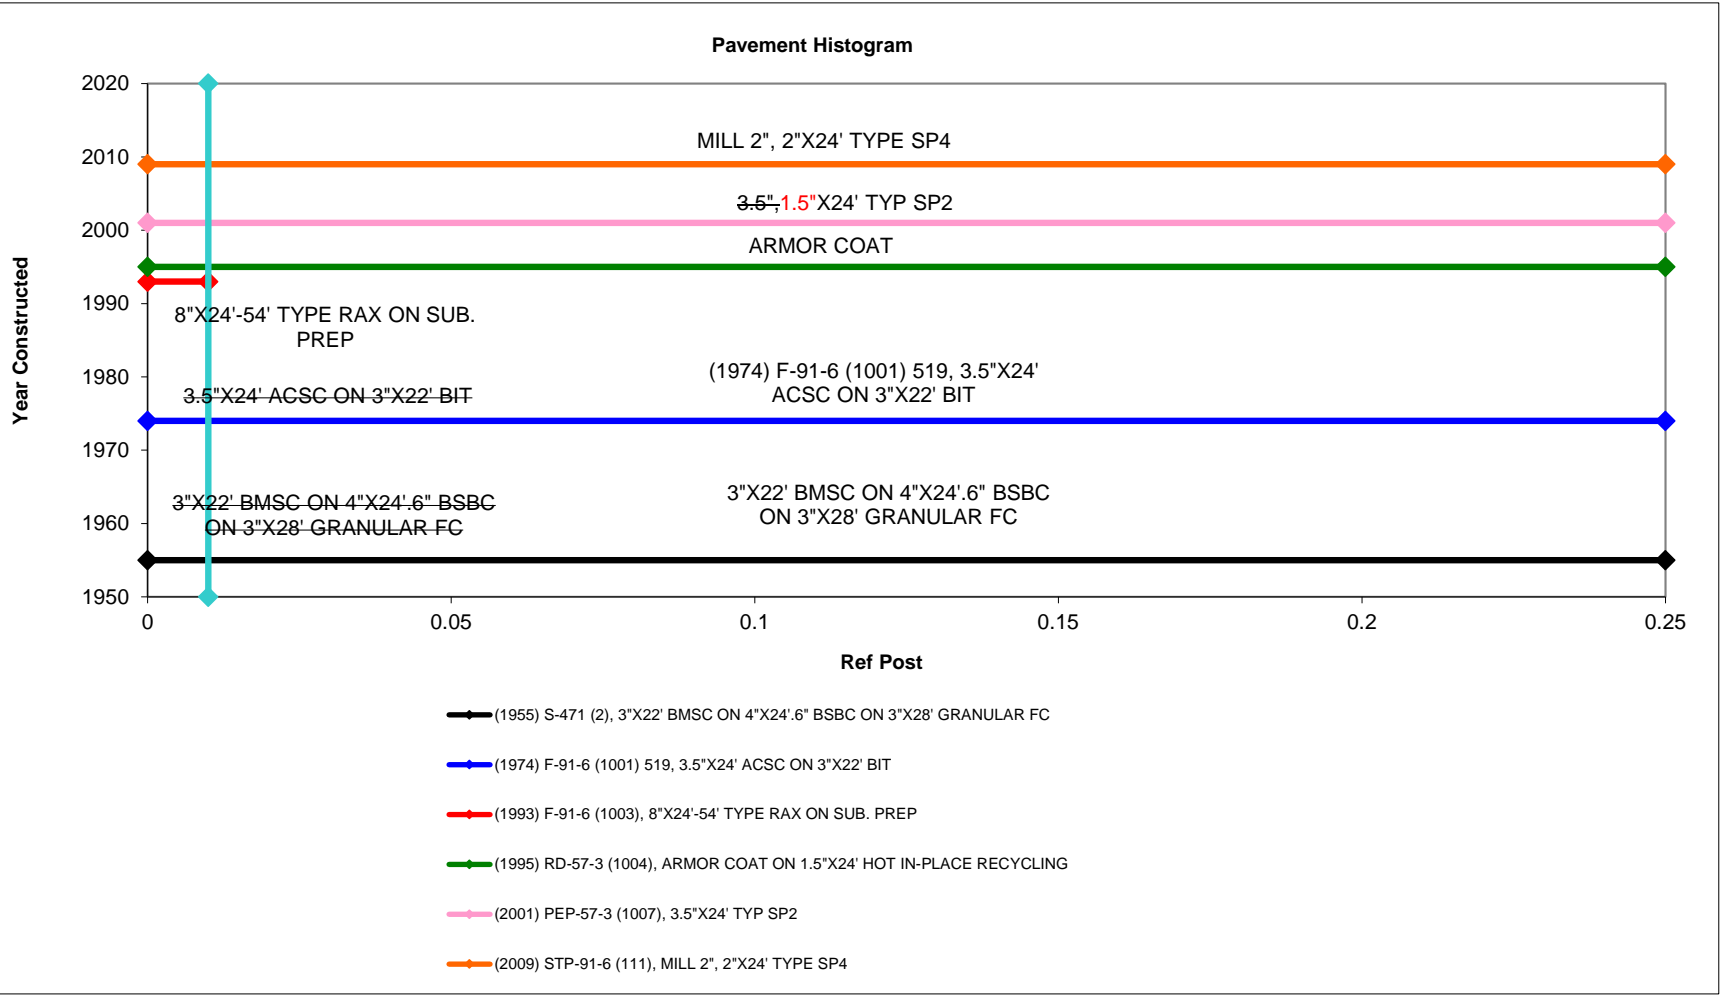 Pavement Histogram
2020
2010
2000
1990
1980
1970
1960
1950
Year Constructed
MILL 2", 2"X24' TYPE SP4
3.5",1.5"X24' TYP SP2
ARMOR COAT
8"X24'-54' TYPE RAX ON SUB.
PREP
3.5"X24' ACSC ON 3"X22' BIT
(1974) F-91-6 (1001) 519, 3.5"X24'
ACSC ON 3"X22' BIT
3"X22' BMSC ON 4"X24'.6" BSBC
ON 3"X28' GRANULAR FC
3"X22' BMSC ON 4"X24'.6" BSBC
ON 3"X28' GRANULAR FC
0 0.05 0.1 0.15 0.2 0.25
Ref Post
(1955) S-471 (2), 3"X22' BMSC ON 4"X24'.6" BSBC ON 3"X28' GRANULAR FC
(1974) F-91-6 (1001) 519, 3.5"X24' ACSC ON 3"X22' BIT
(1993) F-91-6 (1003), 8"X24'-54' TYPE RAX ON SUB. PREP
(1995) RD-57-3 (1004), ARMOR COAT ON 1.5"X24' HOT IN-PLACE RECYCLING
(2001) PEP-57-3 (1007), 3.5"X24' TYP SP2
(2009) STP-91-6 (111), MILL 2", 2"X24' TYPE SP4